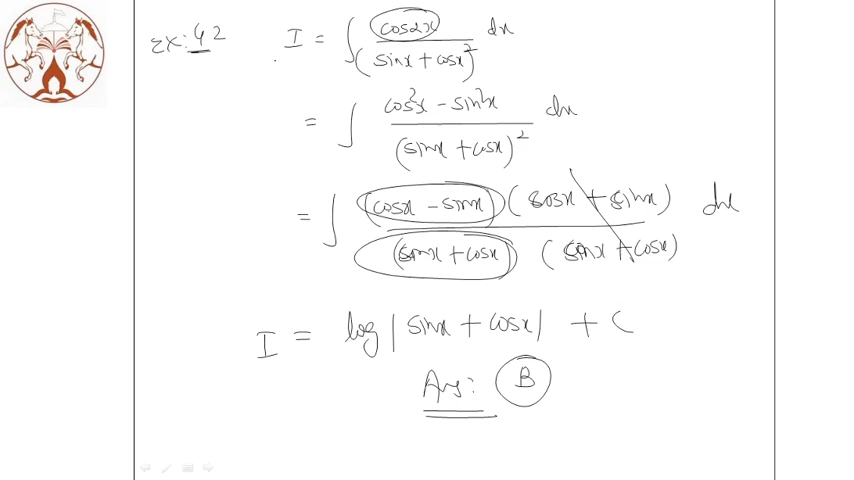 Ex: 42 I = ∫ cos2x / (sinx + cosx)² dx
= ∫ cos²x - sin²x / (sinx + cosx)² dx
= ∫ (cosx - sinx) (cosx + sinx) / (sinx + cosx) (sinx + cosx) dx
I = log |sinx + cosx| + C
Ans: B